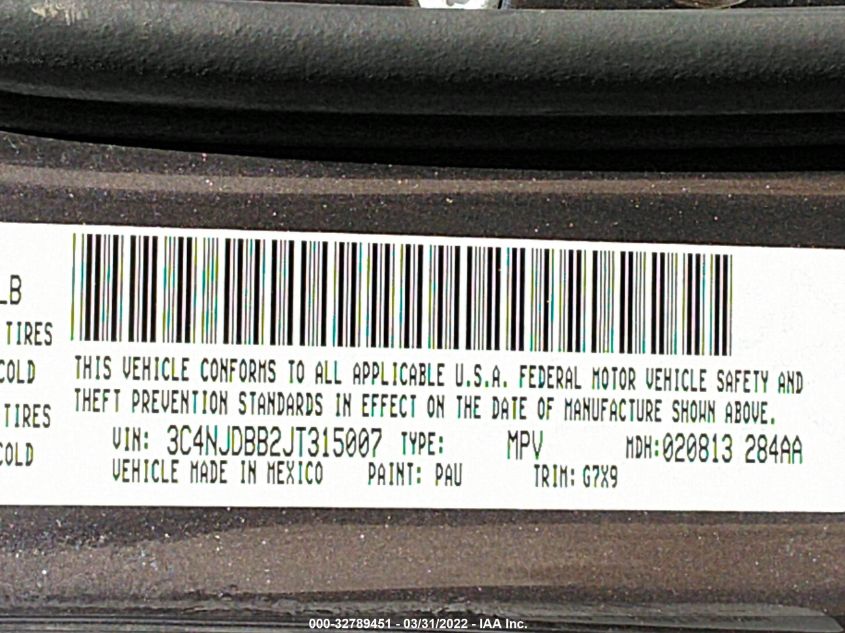 LB
TIRES
COLD
TIRES
COLD
THIS VEHICLE CONFORMS TO ALL APPLICABLE U.S.A. FEDERAL MOTOR VEHICLE SAFETY AND
THEFT PREVENTION STANDARDS IN EFFECT ON THE DATE OF MANUFACTURE SHOWN ABOVE.
VIN: 3C4NJDBB2JT315007 TYPE: MPV MDH:020813 284AA
VEHICLE MADE IN MEXICO PAINT: PAU TRIM: G7X9
000-32789451 - 03/31/2022 - IAA Inc.